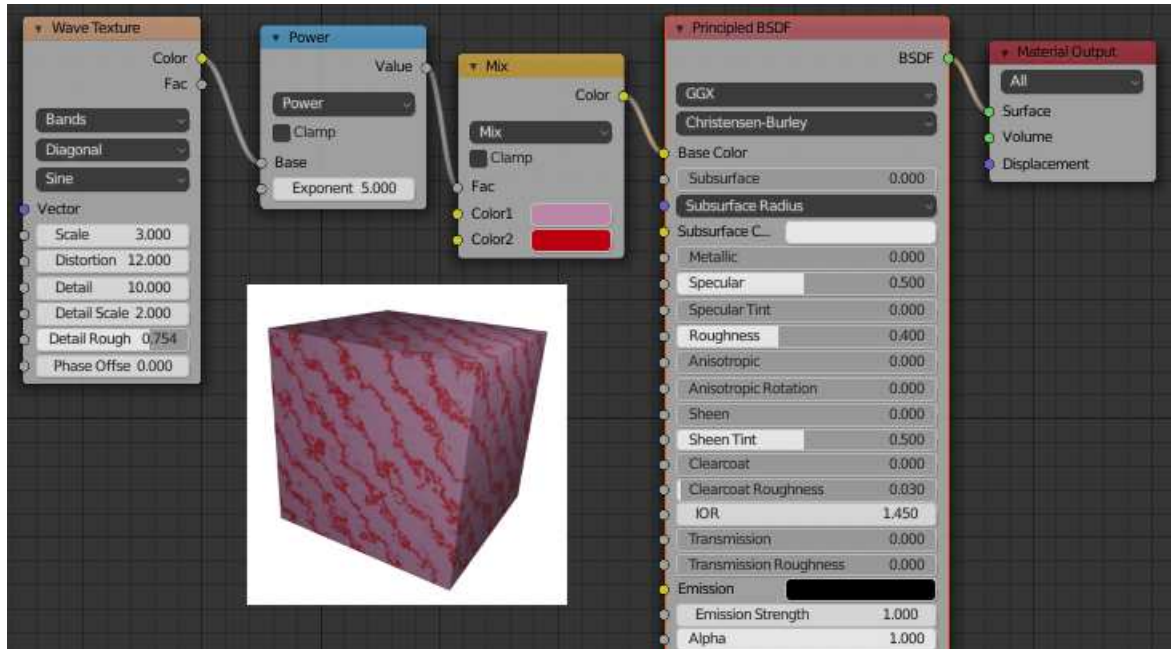 Wave Texture
Color
Fac
Bands
Diagonal
Sine
Vector
Scale 3.000
Distortion 12.000
Detail 10.000
Detail Scale 2.000
Detail Rough 0.754
Phase Offse 0.000
Power
Value
Power
Clamp
Base
Exponent 5.000
Mix
Color
Mix
Clamp
Fac
Color1
Color2
Principled BSDF
BSDF
GGX
Christensen-Burley
Base Color
Subsurface 0.000
Subsurface Radius
Subsurface C...
Metallic 0.000
Specular 0.500
Specular Tint 0.000
Roughness 0.400
Anisotropic 0.000
Anisotropic Rotation 0.000
Sheen 0.000
Sheen Tint 0.500
Clearcoat 0.000
Clearcoat Roughness 0.030
IOR 1.450
Transmission 0.000
Transmission Roughness 0.000
Emission
Emission Strength 1.000
Alpha 1.000
Material Output
All
Surface
Volume
Displacement